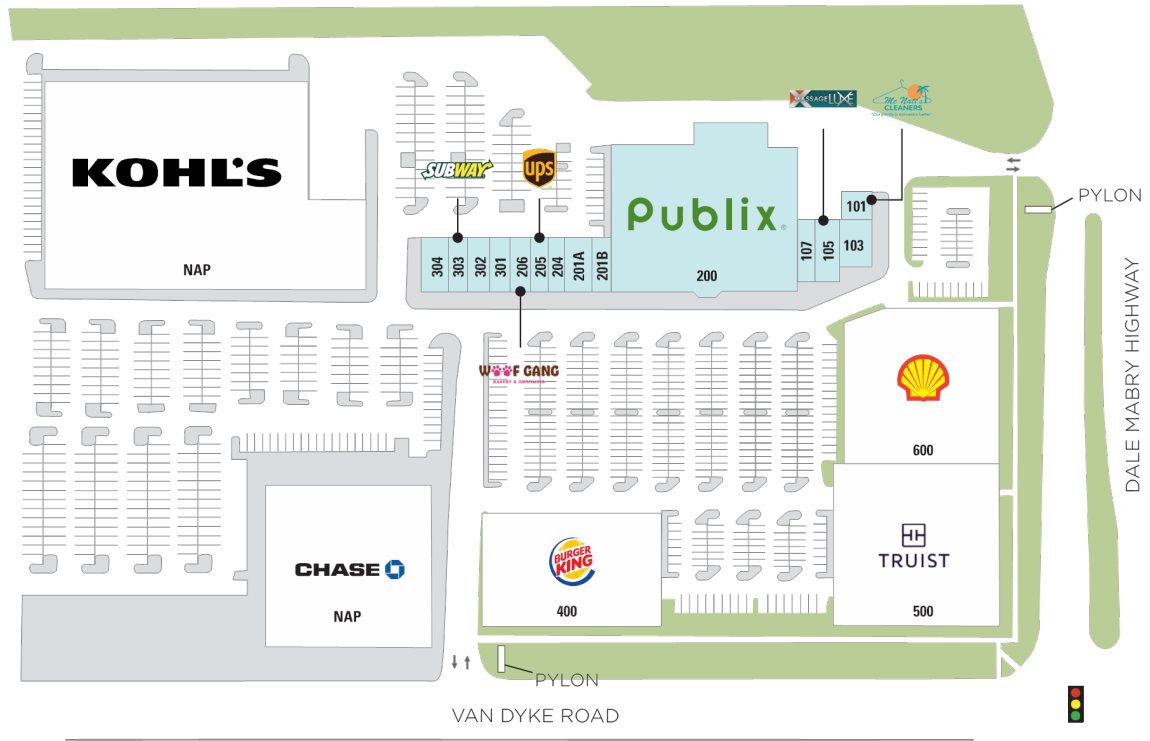 MASSAGE LUXE
Mc Natt's
CLEANERS
KOHL'S
NAP
SUBWAY
ups
Publix
200
101
103
105
107
304
303
302
301
206
205
204
201A
201B
PYLON
DALE MABRY HIGHWAY
WOOF GANG
BAKERY & GROOMING
600
CHASE
NAP
BURGER
KING
400
TRUIST
500
PYLON
VAN DYKE ROAD